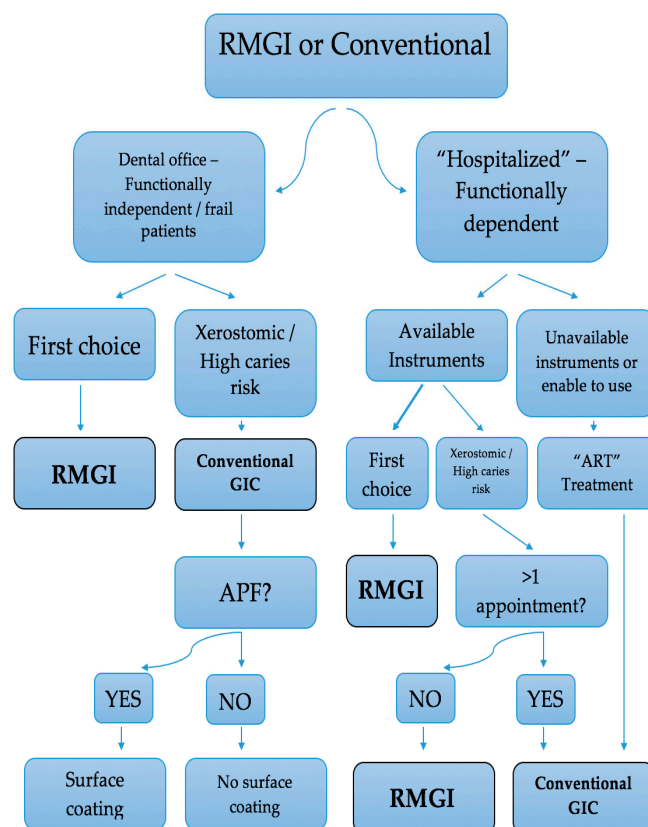 RMGI or Conventional
Dental office –
Functionally
independent / frail
patients
“Hospitalized” –
Functionally
dependent
First choice
Xerostomic /
High caries
risk
Available
Instruments
Unavailable
instruments or
enable to use
RMGI
Conventional
GIC
First
choice
Xerostomic /
High caries
risk
“ART”
Treatment
APF?
RMGI
>1
appointment?
YES
NO
NO
YES
Surface
coating
No surface
coating
RMGI
Conventional
GIC